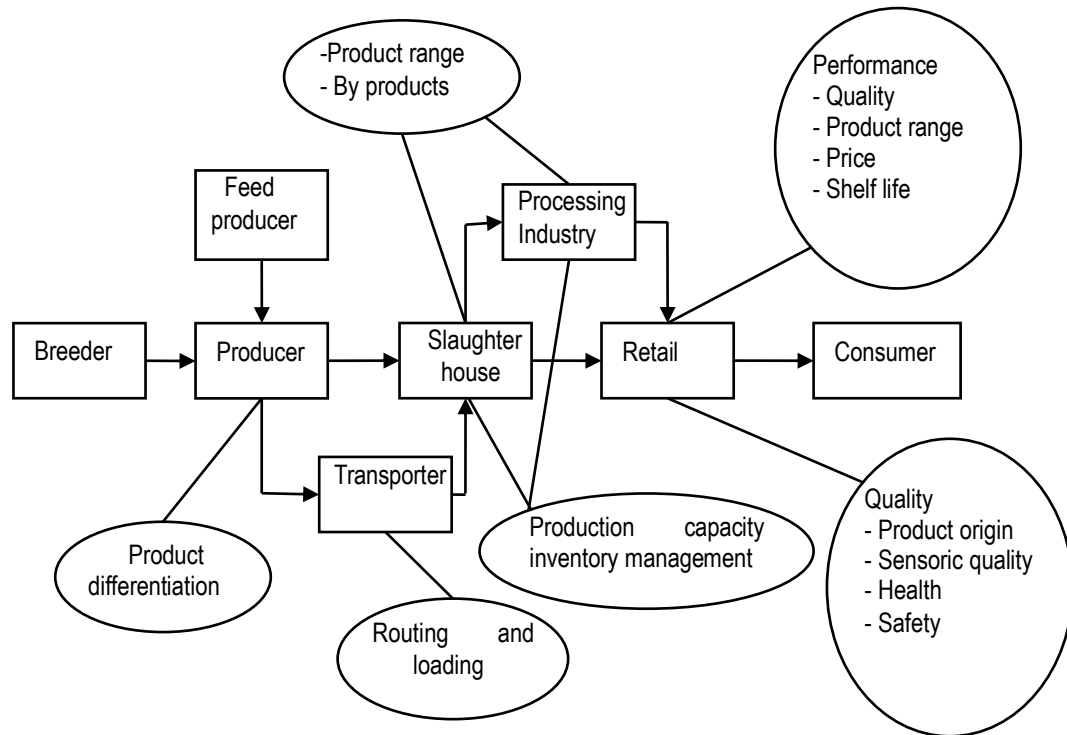 -Product range
- By products
Performance
- Quality
- Product range
- Price
- Shelf life
Feed
producer
Processing
Industry
Breeder
Producer
Slaughter
house
Retail
Consumer
Transporter
Product
differentiation
Production capacity
inventory management
Quality
- Product origin
- Sensoric quality
- Health
- Safety
Routing and
loading